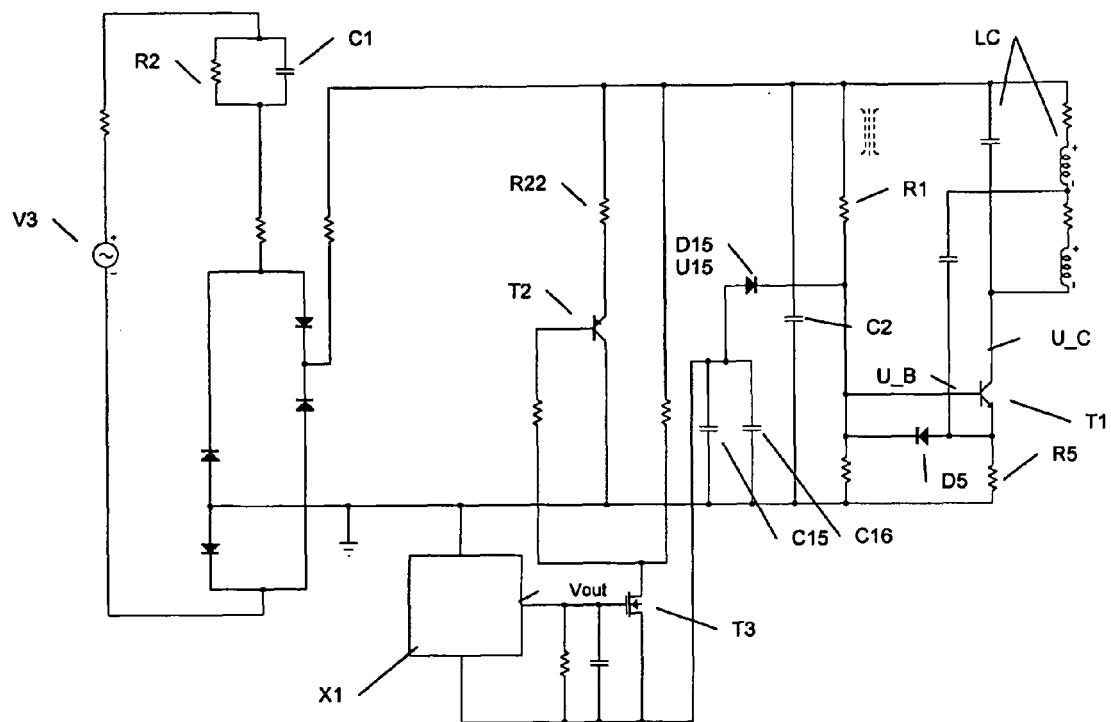 C1
LC
R2
R22
R1
V3
D15
U15
T2
C2
U_C
U_B
T1
R5
D5
C15
C16
Vout
T3
X1
+
-
+
-
+
-